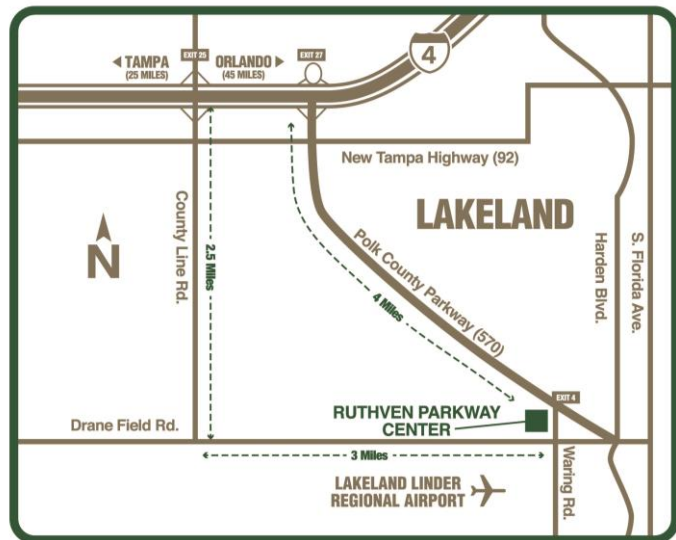 TAMPA
(25 MILES)
EXIT 25
ORLANDO
(45 MILES)
EXIT 27
4
New Tampa Highway (92)
LAKELAND
County Line Rd.
N
2.5 Miles
Polk County Parkway (570)
4 Miles
Harden Blvd.
S. Florida Ave.
EXIT 4
RUTHVEN PARKWAY
CENTER
Drane Field Rd.
3 Miles
Waring Rd.
LAKELAND LINDER
REGIONAL AIRPORT